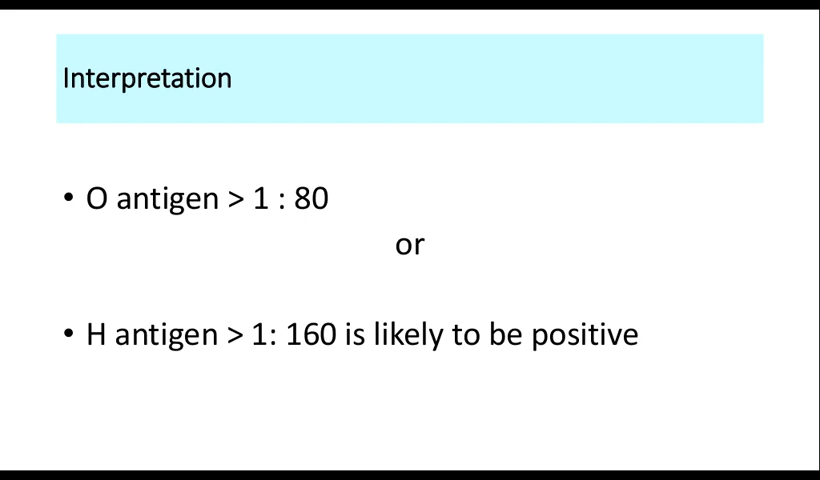 Interpretation
• O antigen > 1 : 80
or
• H antigen > 1: 160 is likely to be positive